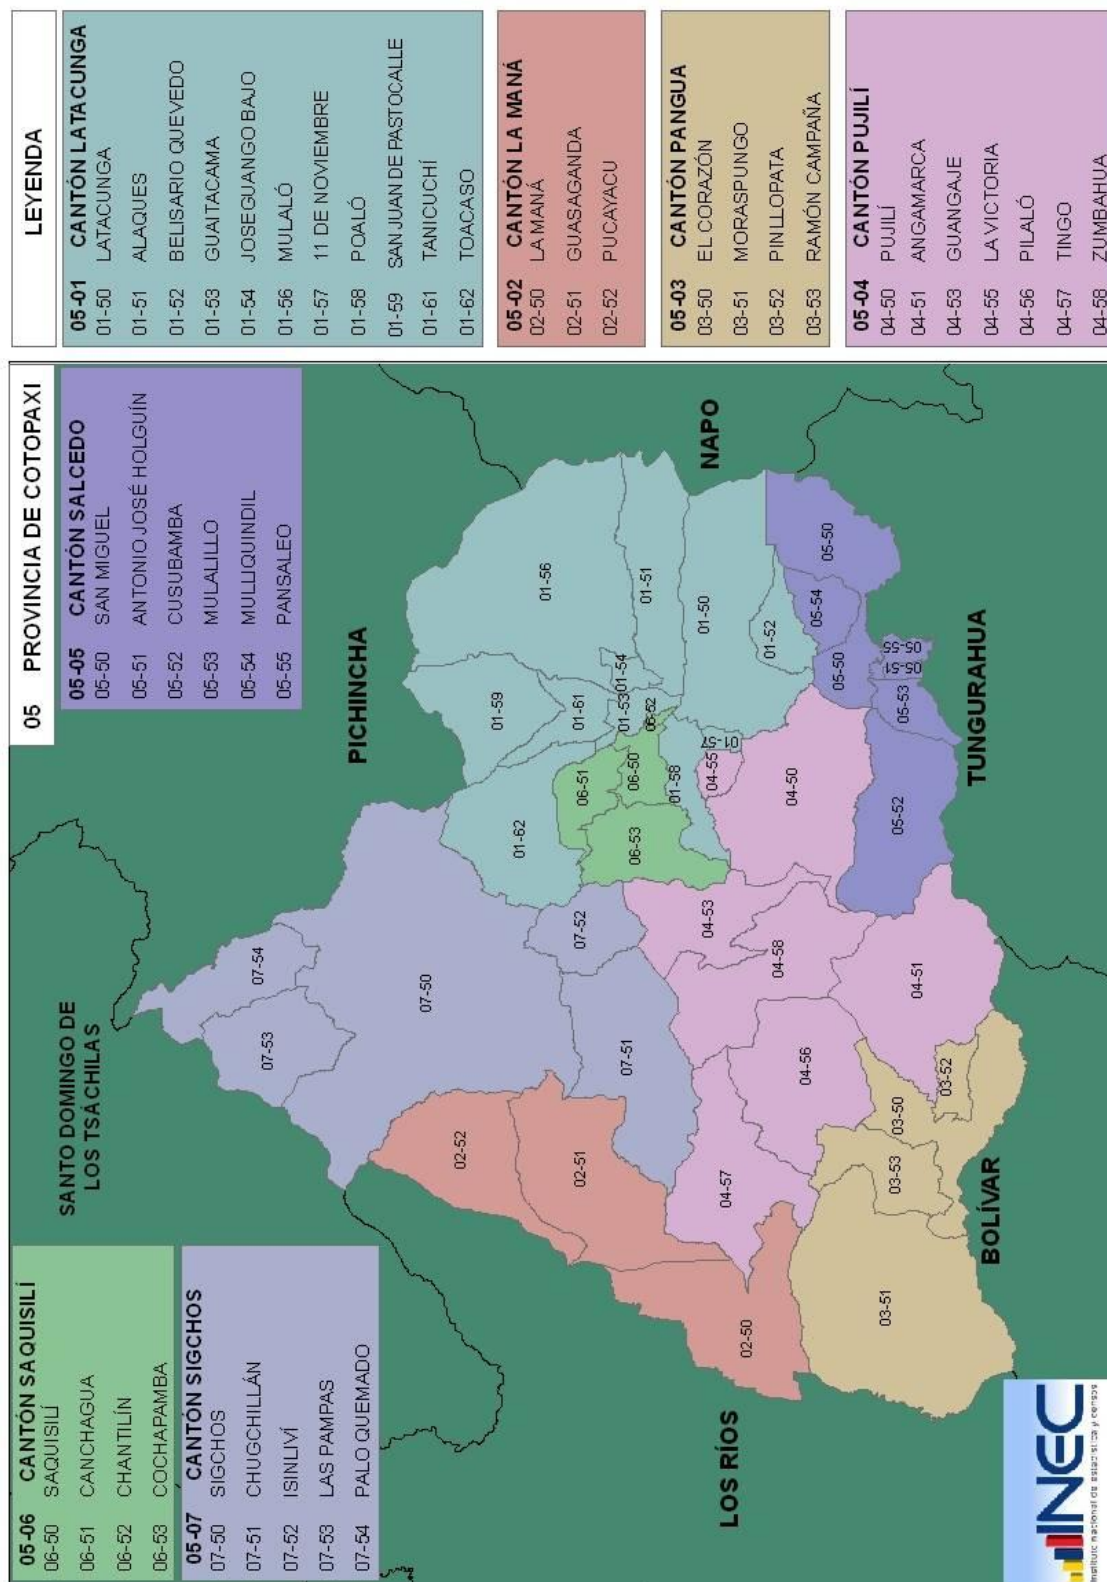 05-06 CANTÓN SAQUISILÍ
06-50 SAQUISILÍ
06-51 CANCHAGUA
06-52 CHANTILÍN
06-53 COCHAPAMBA
05-07 CANTÓN SIGCHOS
07-50 SIGCHOS
07-51 CHUGCHILLÁN
07-52 ISINLIVÍ
07-53 LAS PAMPAS
07-54 PALO QUEMADO
05 PROVINCIA DE COTOPAXI
05-05 CANTÓN SALCEDO
05-50 SAN MIGUEL
05-51 ANTONIO JOSÉ HOLGUÍN
05-52 CUSUBAMBA
05-53 MULALILLO
05-54 MULLIQUINDIL
05-55 PANSALEO
LEYENDA
05-01 CANTÓN LATACUNGA
01-50 LATACUNGA
01-51 ALAQUES
01-52 BELISARIO QUEVEDO
01-53 GUAITACAMA
01-54 JOSEGUANGO BAJO
01-56 MULALÓ
01-57 11 DE NOVIEMBRE
01-58 POALÓ
01-59 SAN JUAN DE PASTOCALLE
01-61 TANICUCHÍ
01-62 TOACASO
05-02 CANTÓN LA MANÁ
02-50 LA MANÁ
02-51 GUASAGANDA
02-52 PUCAYACU
05-03 CANTÓN PANGUA
03-50 EL CORAZÓN
03-51 MORASPUNGO
03-52 PINLLOPATA
03-53 RAMÓN CAMPAÑA
05-04 CANTÓN PUJILÍ
04-50 PUJILÍ
04-51 ANGAMARCA
04-53 GUANGAJE
04-55 LA VICTORIA
04-56 PILALÓ
04-57 TINGO
04-58 ZUMBAHUA
SANTO DOMINGO DE
LOS TSÁCHILAS
PICHINCHA
NAPO
TUNGURAHUA
BOLÍVAR
LOS RÍOS
07-54
07-53
07-50
07-52
07-51
02-52
02-51
02-50
01-62
01-59
01-56
01-61
01-54
01-53
01-51
01-50
01-52
01-58
01-57
06-51
06-50
06-52
06-53
04-55
04-50
04-53
04-58
04-51
04-56
04-57
03-50
03-52
03-53
03-51
05-50
05-54
05-50
05-55
05-51
05-53
05-52
INEC
Instituto nacional de estadística y censos